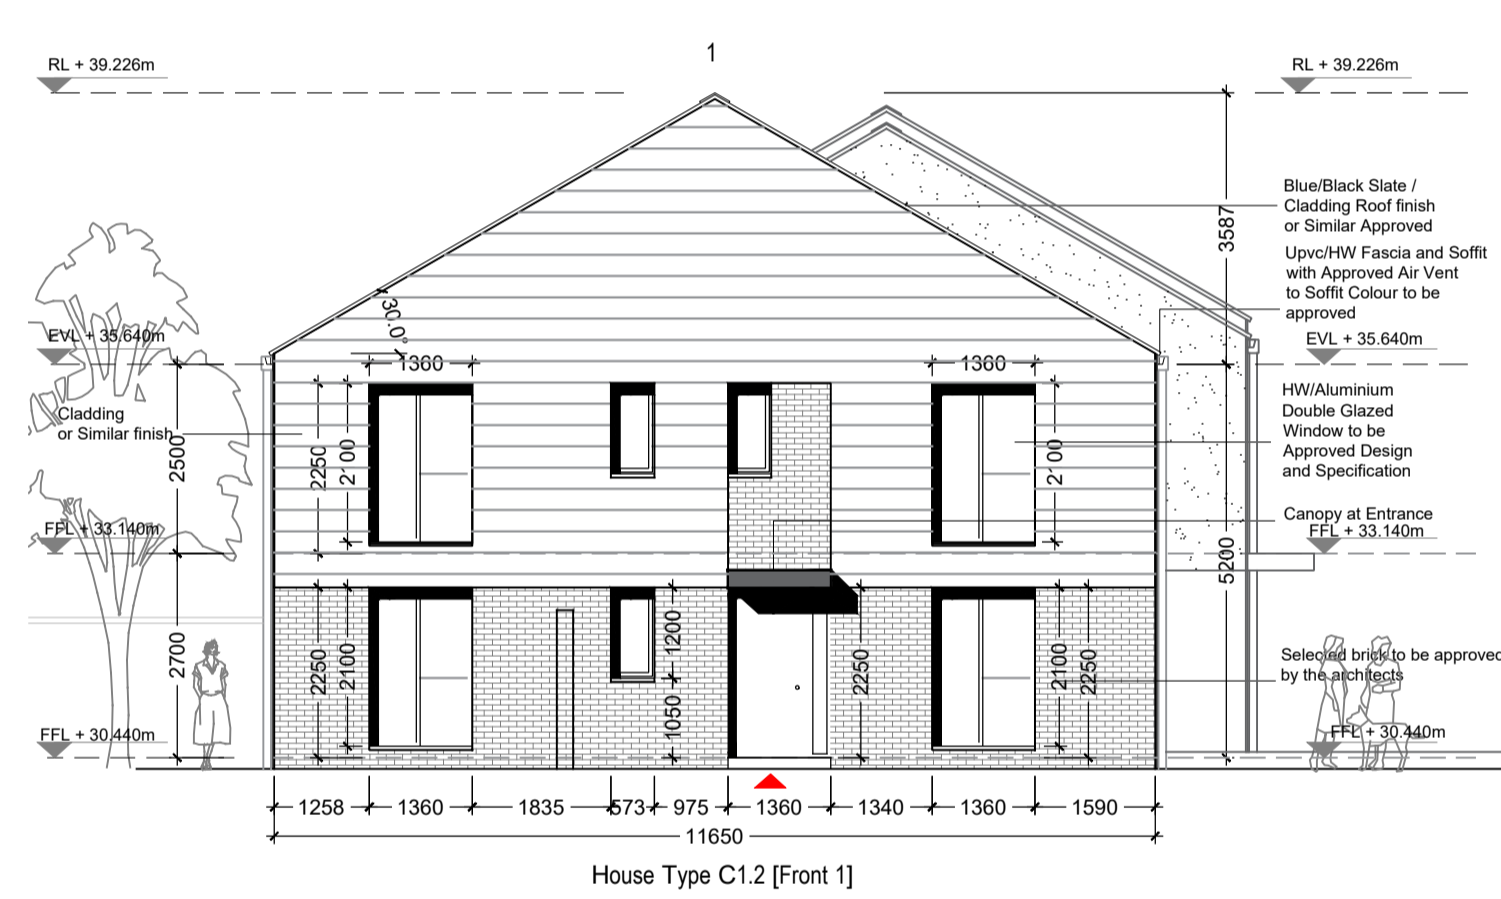 1
RL + 39.226m
RL + 39.226m
Blue/Black Slate /
Cladding Roof finish
or Similar Approved
3587
Upvc/HW Fascia and Soffit
with Approved Air Vent
to Soffit Colour to be
approved
30.0°
EVL + 35.640m
EVL + 35.640m
1360
1360
HW/Aluminium
Double Glazed
Window to be
Approved Design
and Specification
Cladding
or Similar finish
2500
2250
2100
2100
Canopy at Entrance
FFL + 33.140m
FFL + 33.140m
5200
2700
2250
2100
1200
1050
2250
2100
2250
Selected brick to be approved
by the architects
FFL + 30.440m
FFL + 30.440m
1258 1360 1835 573 975 1360 1340 1360 1590
11650
House Type C1.2 [Front 1]